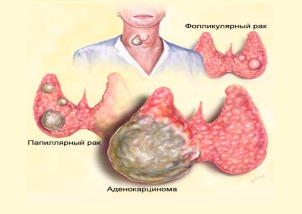 Фолликулярный рак
Папиллярный рак
Аденокарцинома